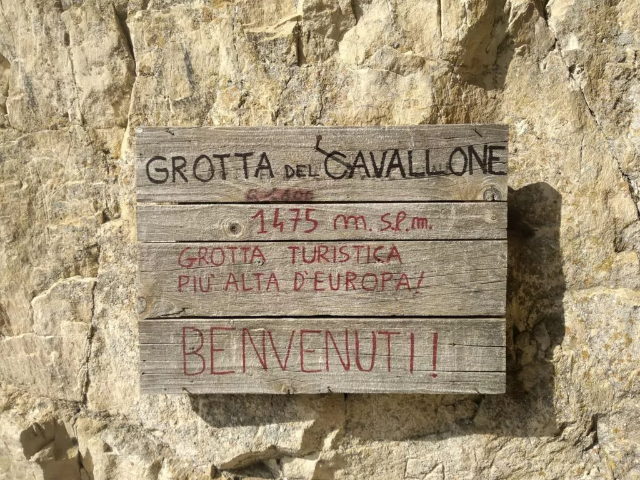 GROTTA DEL CAVALLONE
1475 m. s.l.m.
GROTTA TURISTICA
PIU' ALTA D'EUROPA!
BENVENUTI!